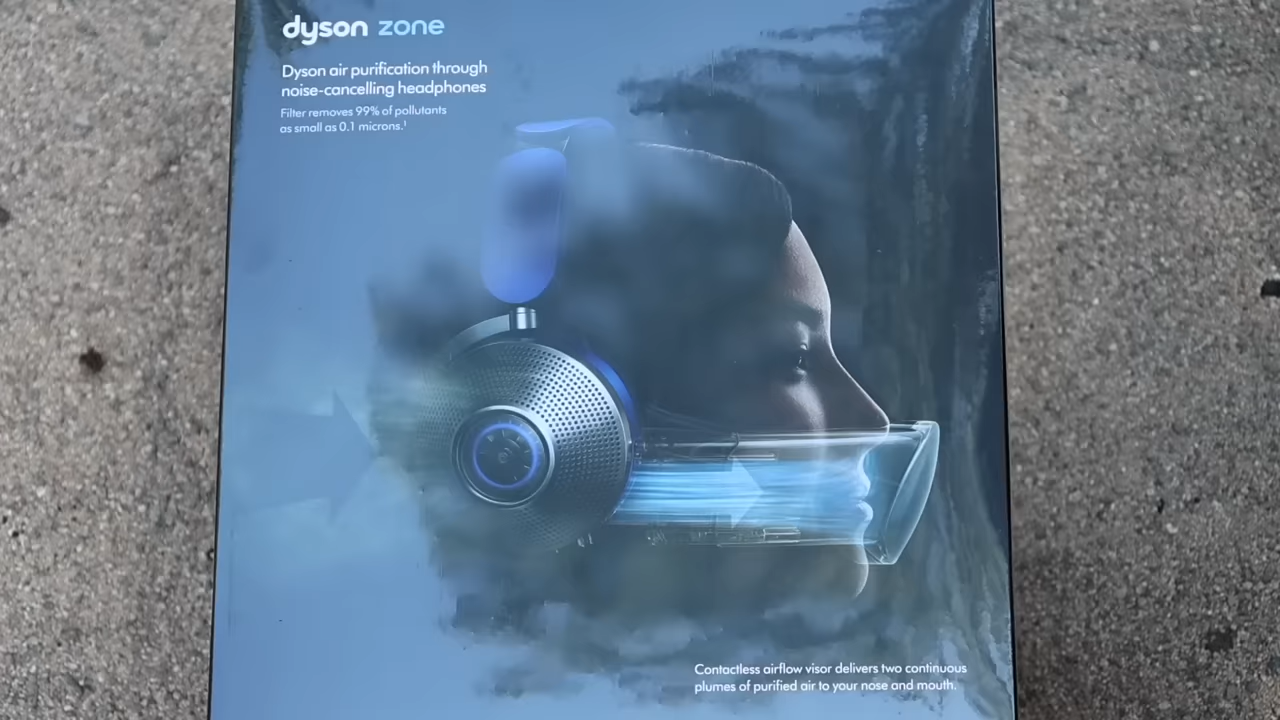 dyson zone
Dyson air purification through
noise-cancelling headphones
Filter removes 99% of pollutants
as small as 0.1 microns.¹
Contactless airflow visor delivers two continuous
plumes of purified air to your nose and mouth.